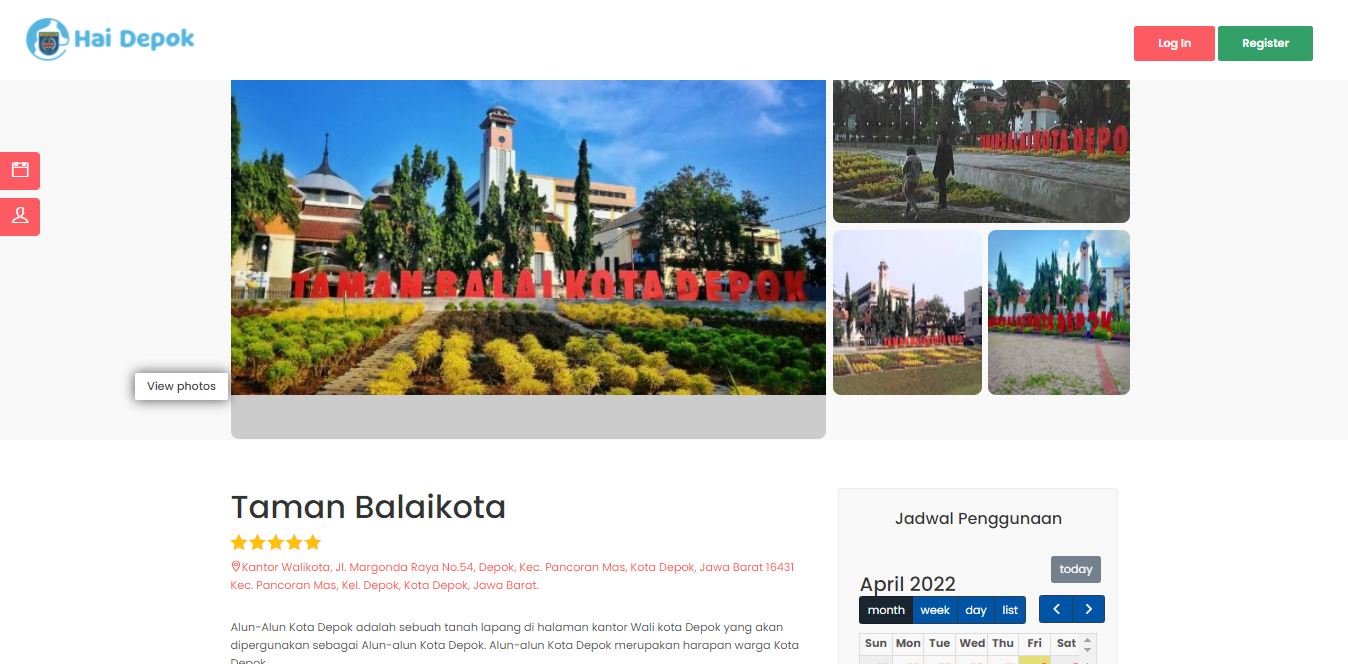 Hai Depok
Log In
Register
TAMAN BALAI KOTA DEPOK
View photos
Taman Balaikota
Kantor Walikota, Jl. Margonda Raya No.54, Depok, Kec. Pancoran Mas, Kota Depok, Jawa Barat 16431
Kec. Pancoran Mas, Kel. Depok, Kota Depok, Jawa Barat.
Alun-Alun Kota Depok adalah sebuah tanah lapang di halaman kantor Wali kota Depok yang akan
dipergunakan sebagai Alun-alun Kota Depok. Alun-alun Kota Depok merupakan harapan warga Kota
Depok
Jadwal Penggunaan
today
April 2022
month week day list
Sun Mon Tue Wed Thu Fri Sat